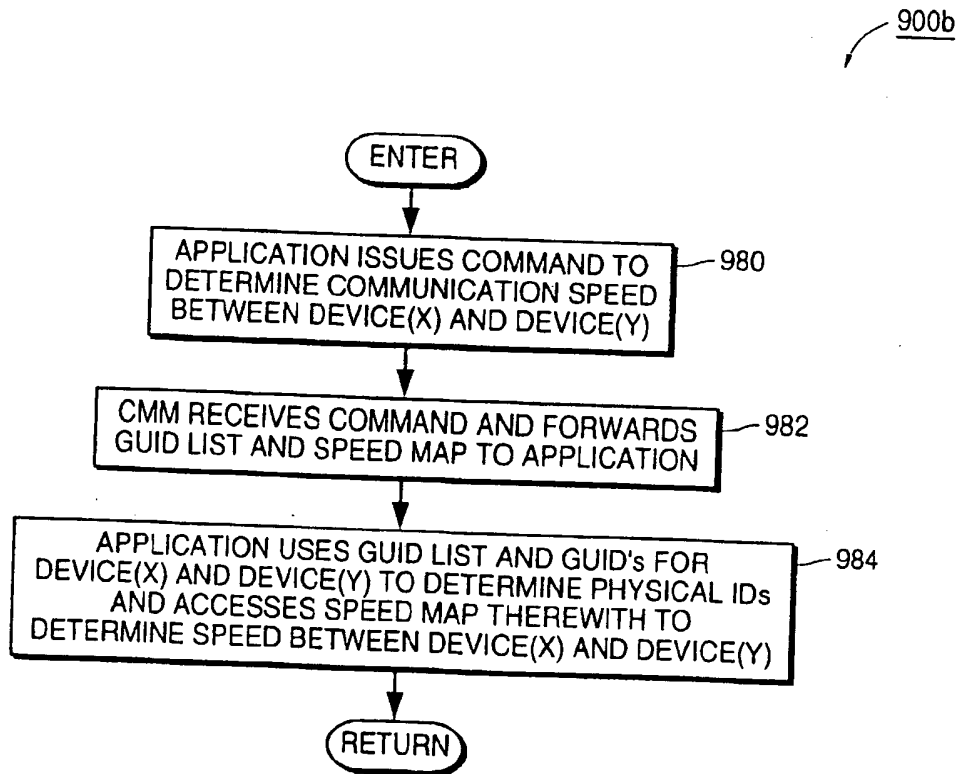 900b
ENTER
APPLICATION ISSUES COMMAND TO
DETERMINE COMMUNICATION SPEED
BETWEEN DEVICE(X) AND DEVICE(Y)
980
CMM RECEIVES COMMAND AND FORWARDS
GUID LIST AND SPEED MAP TO APPLICATION
982
APPLICATION USES GUID LIST AND GUID's FOR
DEVICE(X) AND DEVICE(Y) TO DETERMINE PHYSICAL IDs
AND ACCESSES SPEED MAP THEREWITH TO
DETERMINE SPEED BETWEEN DEVICE(X) AND DEVICE(Y)
984
RETURN